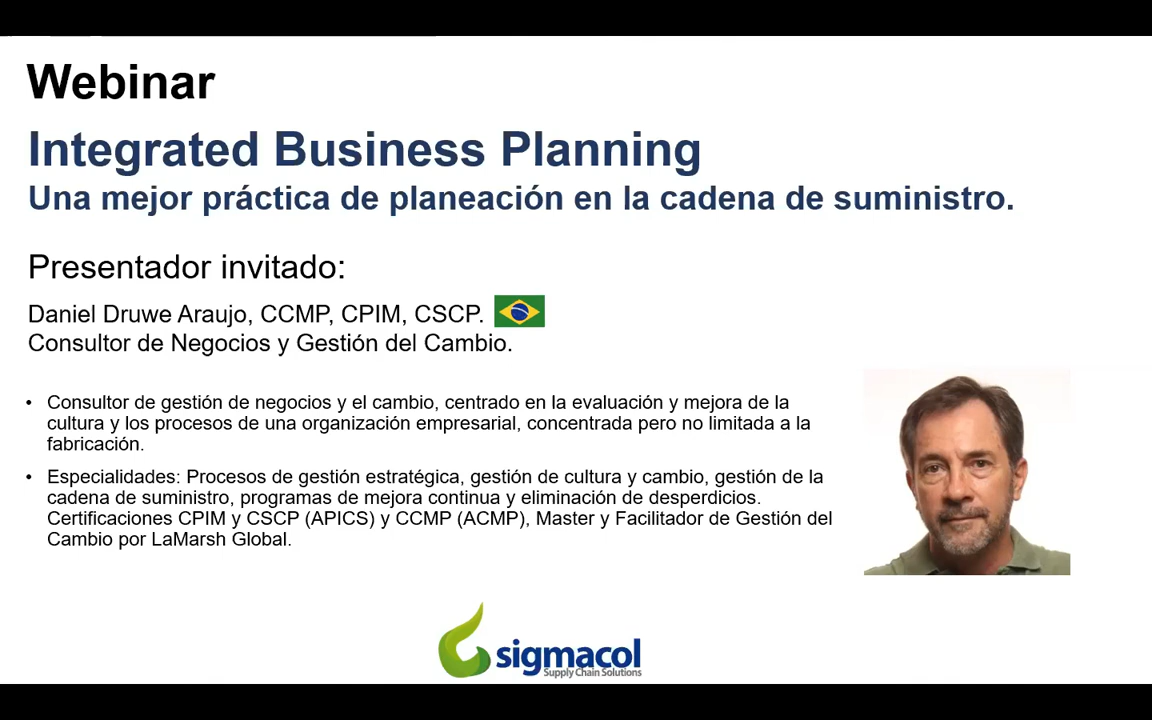 Webinar
Integrated Business Planning
Una mejor práctica de planeación en la cadena de suministro.
Presentador invitado:
Daniel Druwe Araujo, CCMP, CPIM, CSCP.
Consultor de Negocios y Gestión del Cambio.
• Consultor de gestión de negocios y el cambio, centrado en la evaluación y mejora de la
cultura y los procesos de una organización empresarial, concentrada pero no limitada a la
fabricación.
• Especialidades: Procesos de gestión estratégica, gestión de cultura y cambio, gestión de la
cadena de suministro, programas de mejora continua y eliminación de desperdicios.
Certificaciones CPIM y CSCP (APICS) y CCMP (ACMP), Master y Facilitador de Gestión del
Cambio por LaMarsh Global.
sigmacol
Supply Chain Solutions